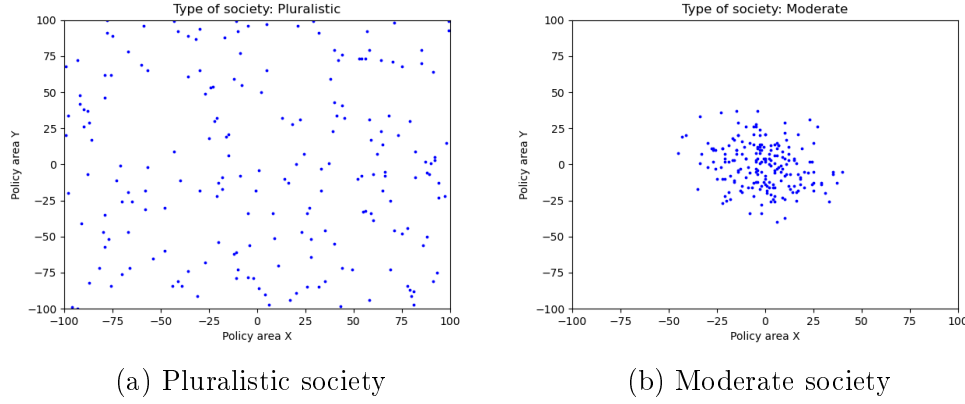 Type of society: Pluralistic
100
75
50
25
0
−25
−50
−75
−100
Policy area Y
−100 −75 −50 −25 0 25 50 75 100
Policy area X
(a) Pluralistic society
Type of society: Moderate
100
75
50
25
0
−25
−50
−75
−100
Policy area Y
−100 −75 −50 −25 0 25 50 75 100
Policy area X
(b) Moderate society